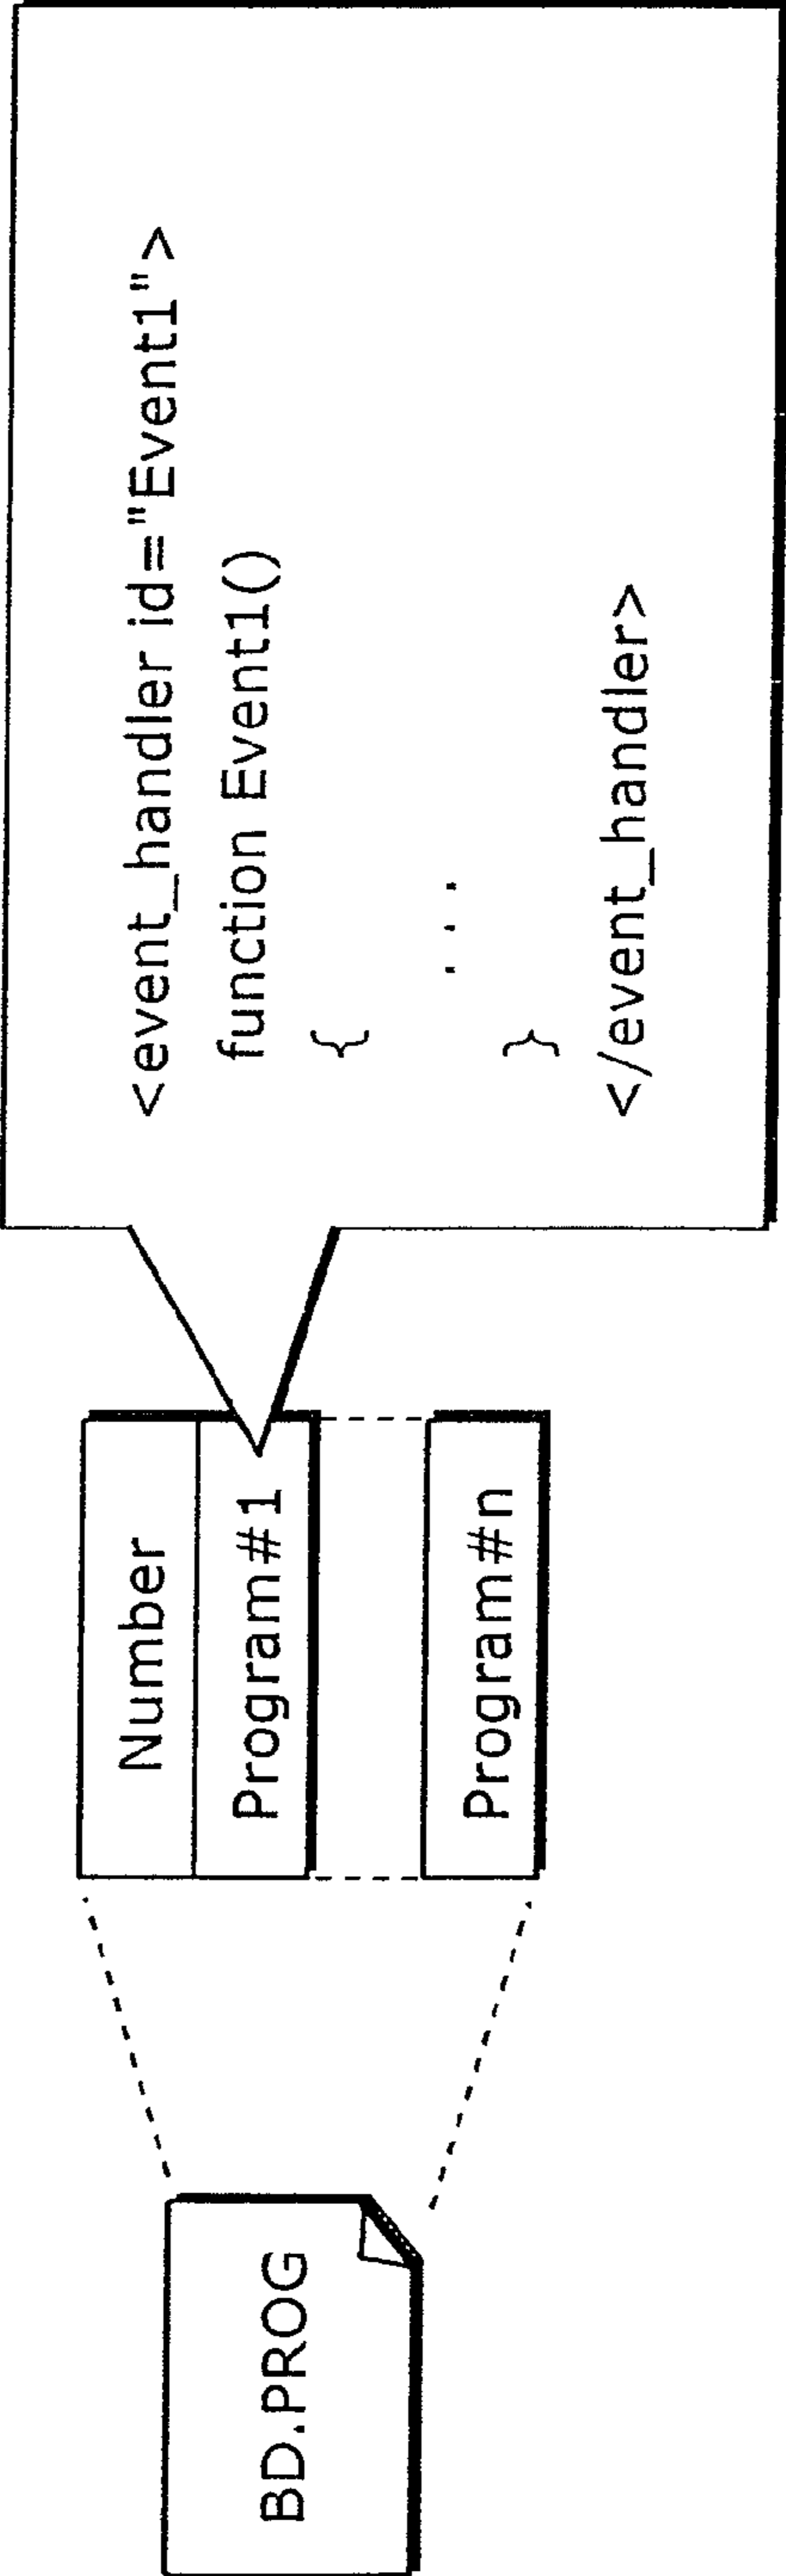 BD.PROG
Number
Program#1
Program#n
<event_handler id="Event1">
function Event1()
{
...
}
</event_handler>